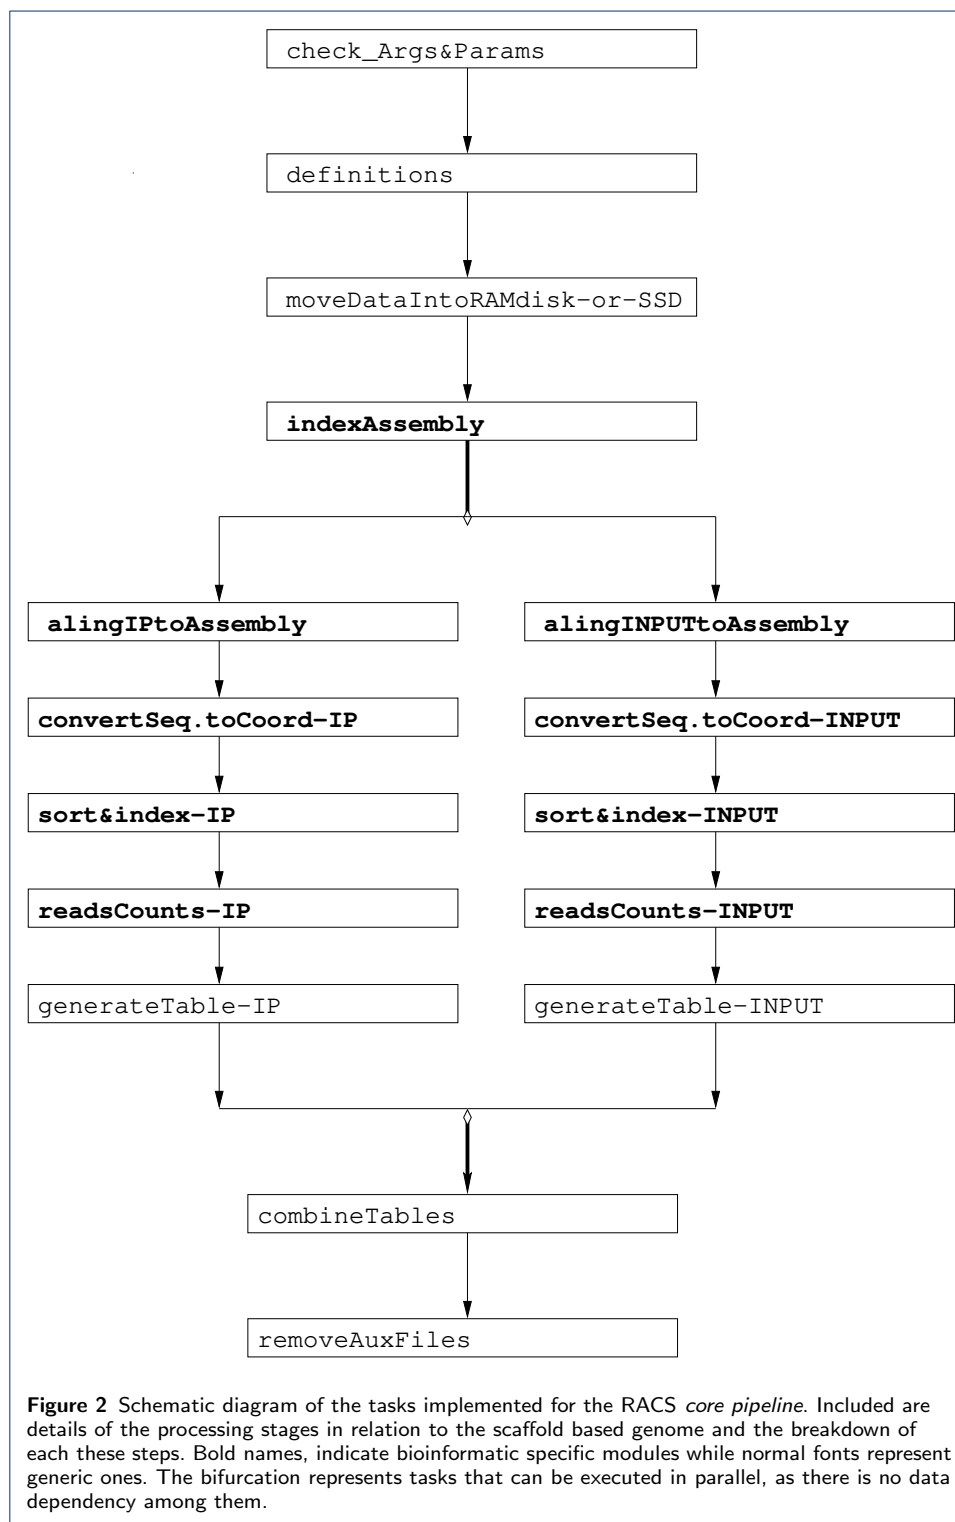 check_Args&Params
definitions
moveDataIntoRAMdisk-or-SSD
indexAssembly
alingIPtoAssembly
alingINPUTtoAssembly
convertSeq.toCoord-IP
convertSeq.toCoord-INPUT
sort&index-IP
sort&index-INPUT
readsCounts-IP
readsCounts-INPUT
generateTable-IP
generateTable-INPUT
combineTables
removeAuxFiles
Figure 2 Schematic diagram of the tasks implemented for the RACS core pipeline. Included are
details of the processing stages in relation to the scaffold based genome and the breakdown of
each these steps. Bold names, indicate bioinformatic specific modules while normal fonts represent
generic ones. The bifurcation represents tasks that can be executed in parallel, as there is no data
dependency among them.